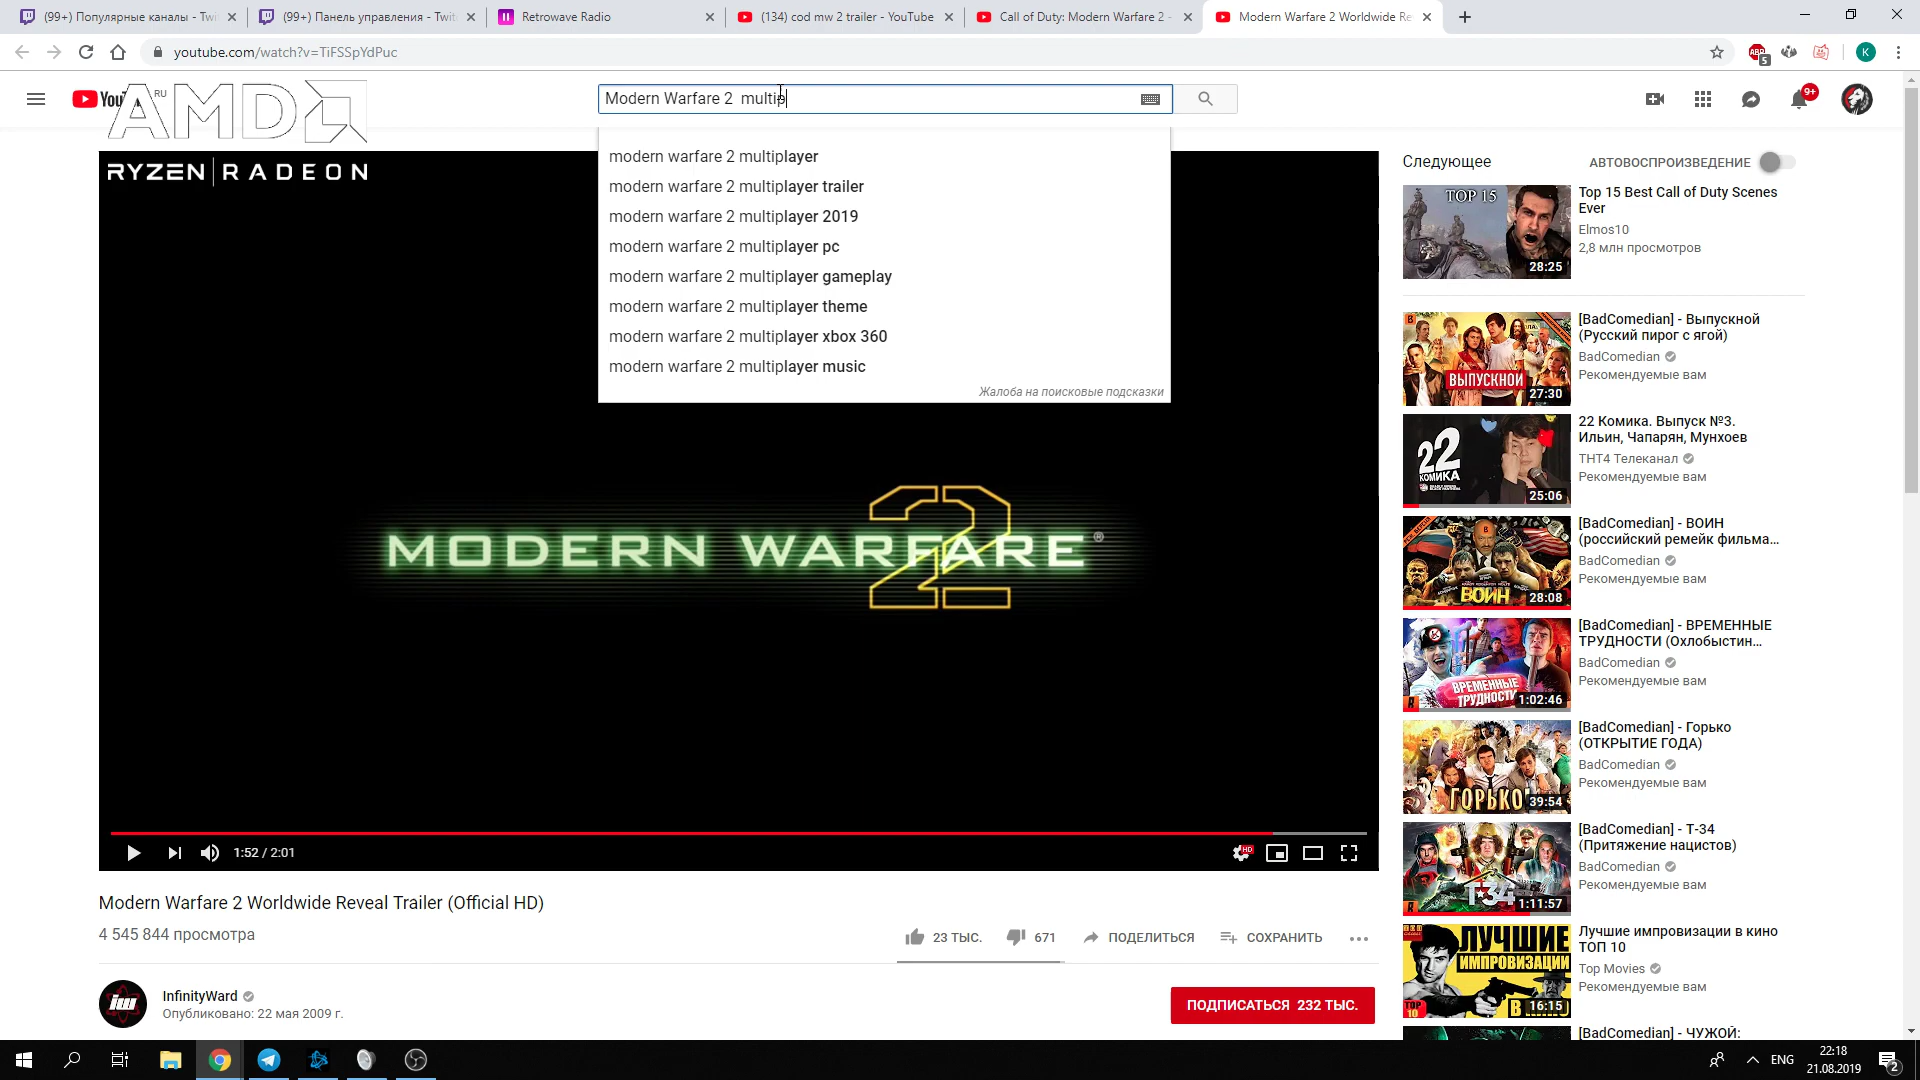 (99+) Популярные каналы - Twi
(99+) Панель управления - Twit
Retrowave Radio
(134) cod mw 2 trailer - YouTube
Call of Duty: Modern Warfare 2 -
Modern Warfare 2 Worldwide Re
youtube.com/watch?v=TiFSSpYdPuc
ABP
5
K
You
RU
AMD
Modern Warfare 2  multip
9+
RYZEN | RADEON
modern warfare 2 multiplayer
modern warfare 2 multiplayer trailer
modern warfare 2 multiplayer 2019
modern warfare 2 multiplayer pc
modern warfare 2 multiplayer gameplay
modern warfare 2 multiplayer theme
modern warfare 2 multiplayer xbox 360
modern warfare 2 multiplayer music
Жалоба на поисковые подсказки
MODERN WARFARE®
2
1:52 / 2:01
HD
Modern Warfare 2 Worldwide Reveal Trailer (Official HD)
4 545 844 просмотра
23 ТЫС.
671
ПОДЕЛИТЬСЯ
СОХРАНИТЬ
iw
InfinityWard
Опубликовано: 22 мая 2009 г.
ПОДПИСАТЬСЯ 232 ТЫС.
Следующее
АВТОВОСПРОИЗВЕДЕНИЕ
TOP 15
28:25
Top 15 Best Call of Duty Scenes
Ever
Elmos10
2,8 млн просмотров
ВЫПУСКНОЙ
27:30
[BadComedian] - Выпускной
(Русский пирог с ягой)
BadComedian
Рекомендуемые вам
22
КОМИКА
25:06
22 Комика. Выпуск №3.
Ильин, Чапарян, Мунхоев
ТНТ4 Телеканал
Рекомендуемые вам
ВОИН
28:08
[BadComedian] - ВОИН
(российский ремейк фильма...
BadComedian
Рекомендуемые вам
ВРЕМЕННЫЕ
ТРУДНОСТИ
1:02:46
[BadComedian] - ВРЕМЕННЫЕ
ТРУДНОСТИ (Охлобыстин...
BadComedian
Рекомендуемые вам
ГОРЬКО!
39:54
[BadComedian] - Горько
(ОТКРЫТИЕ ГОДА)
BadComedian
Рекомендуемые вам
Т-34
1:11:57
[BadComedian] - Т-34
(Притяжение нацистов)
BadComedian
Рекомендуемые вам
ЛУЧШИЕ
ИМПРОВИЗАЦИИ
TOP
10
В КИНО
16:15
Лучшие импровизации в кино
ТОП 10
Top Movies
Рекомендуемые вам
[BadComedian] - ЧУЖОЙ:
ENG
22:18
21.08.2019
2